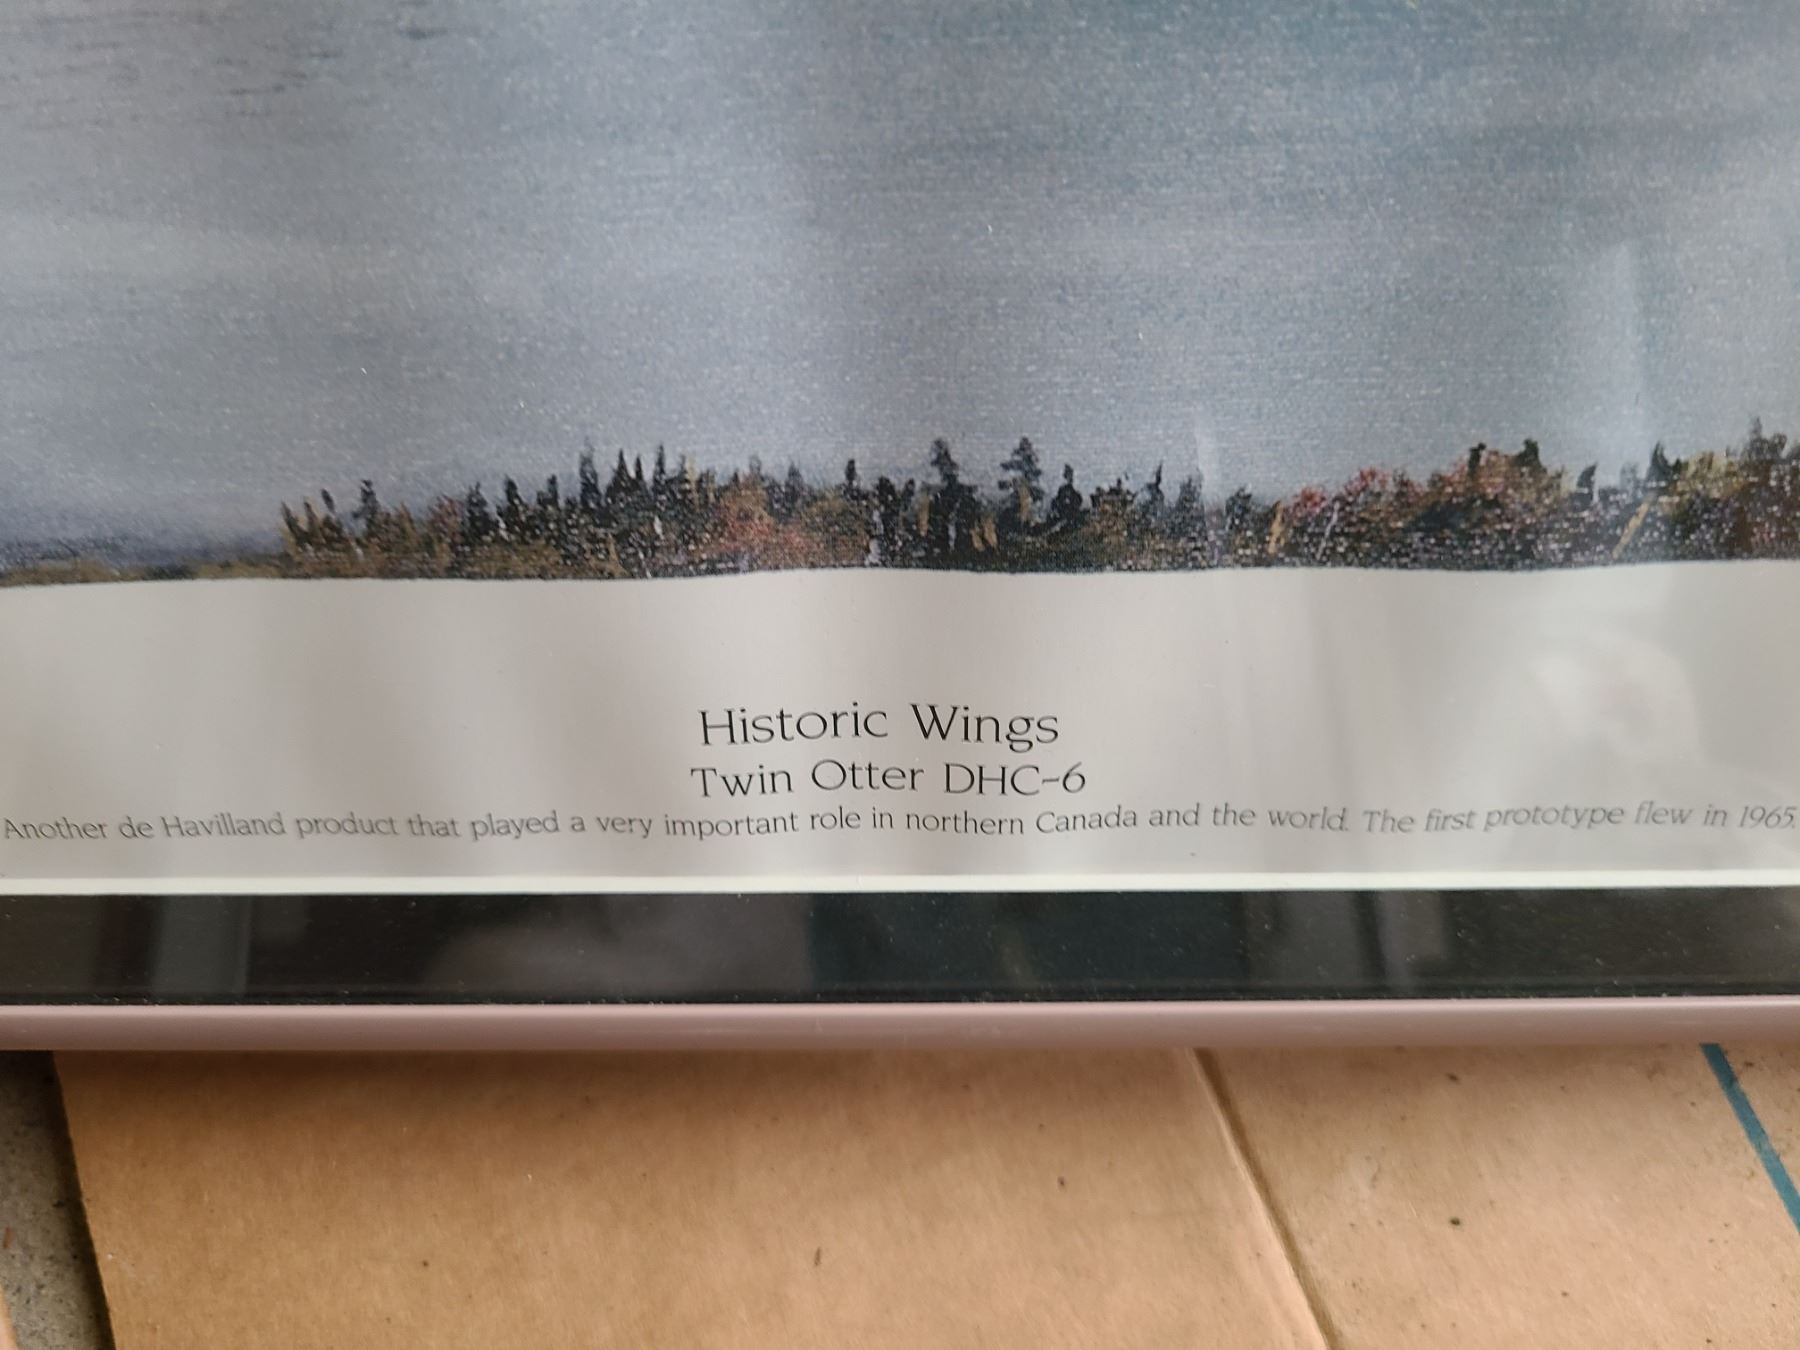 Historic Wings
Twin Otter DHC-6
Another de Havilland product that played a very important role in northern Canada and the world. The first prototype flew in 1965.